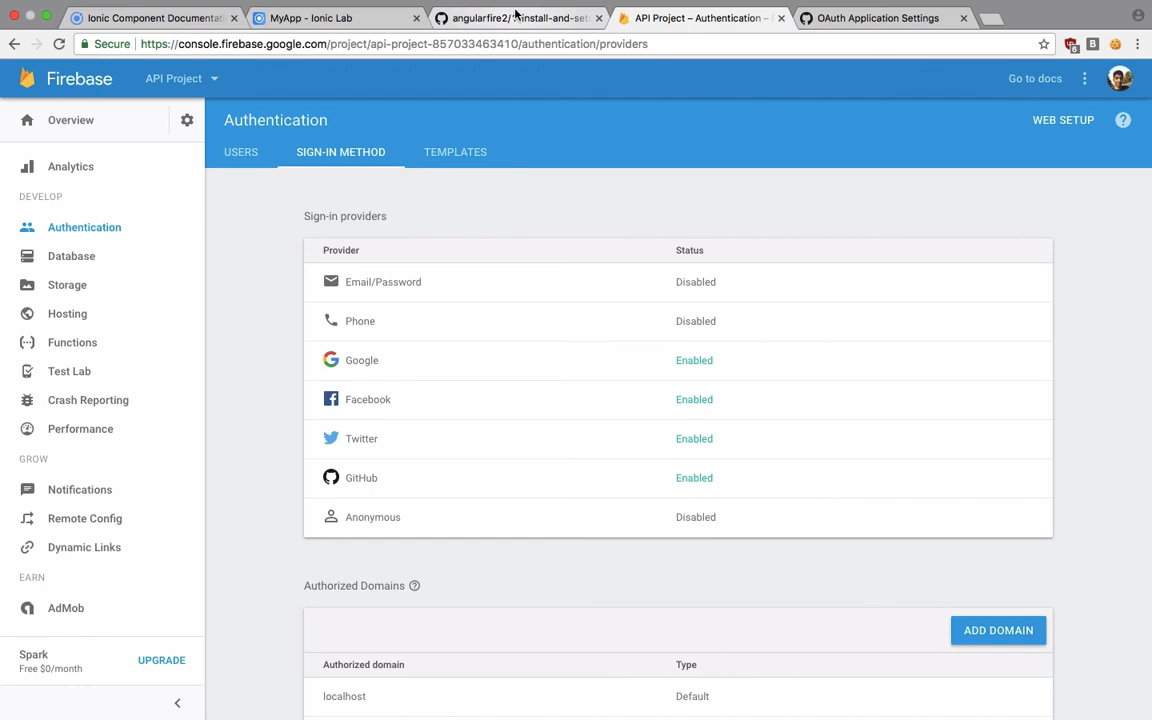 Ionic Component Documentat
MyApp - Ionic Lab
angularfire2/
install-and-set
API Project – Authentication –
OAuth Application Settings
Secure
https://console.firebase.google.com/project/api-project-857033463410/authentication/providers
6
B
Firebase
API Project
Go to docs
Overview
Authentication
WEB SETUP
?
USERS
SIGN-IN METHOD
TEMPLATES
Analytics
DEVELOP
Authentication
Database
Storage
Hosting
Functions
Test Lab
Crash Reporting
Performance
GROW
Notifications
Remote Config
Dynamic Links
EARN
AdMob
Spark
Free $0/month
UPGRADE
Sign-in providers
Provider Status
Email/Password Disabled
Phone Disabled
Google Enabled
Facebook Enabled
Twitter Enabled
GitHub Enabled
Anonymous Disabled
Authorized Domains
ADD DOMAIN
Authorized domain Type
localhost Default